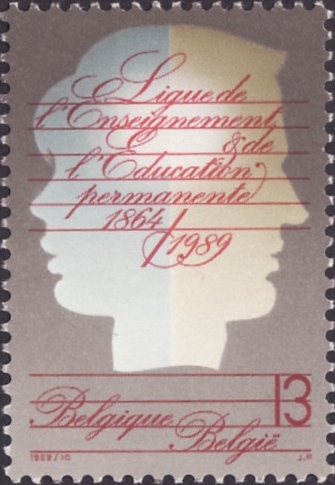 Ligue de
l'Enseignement
& de
l'Education
permanente
1864/1989
13
Belgique België
1989/10 J.R